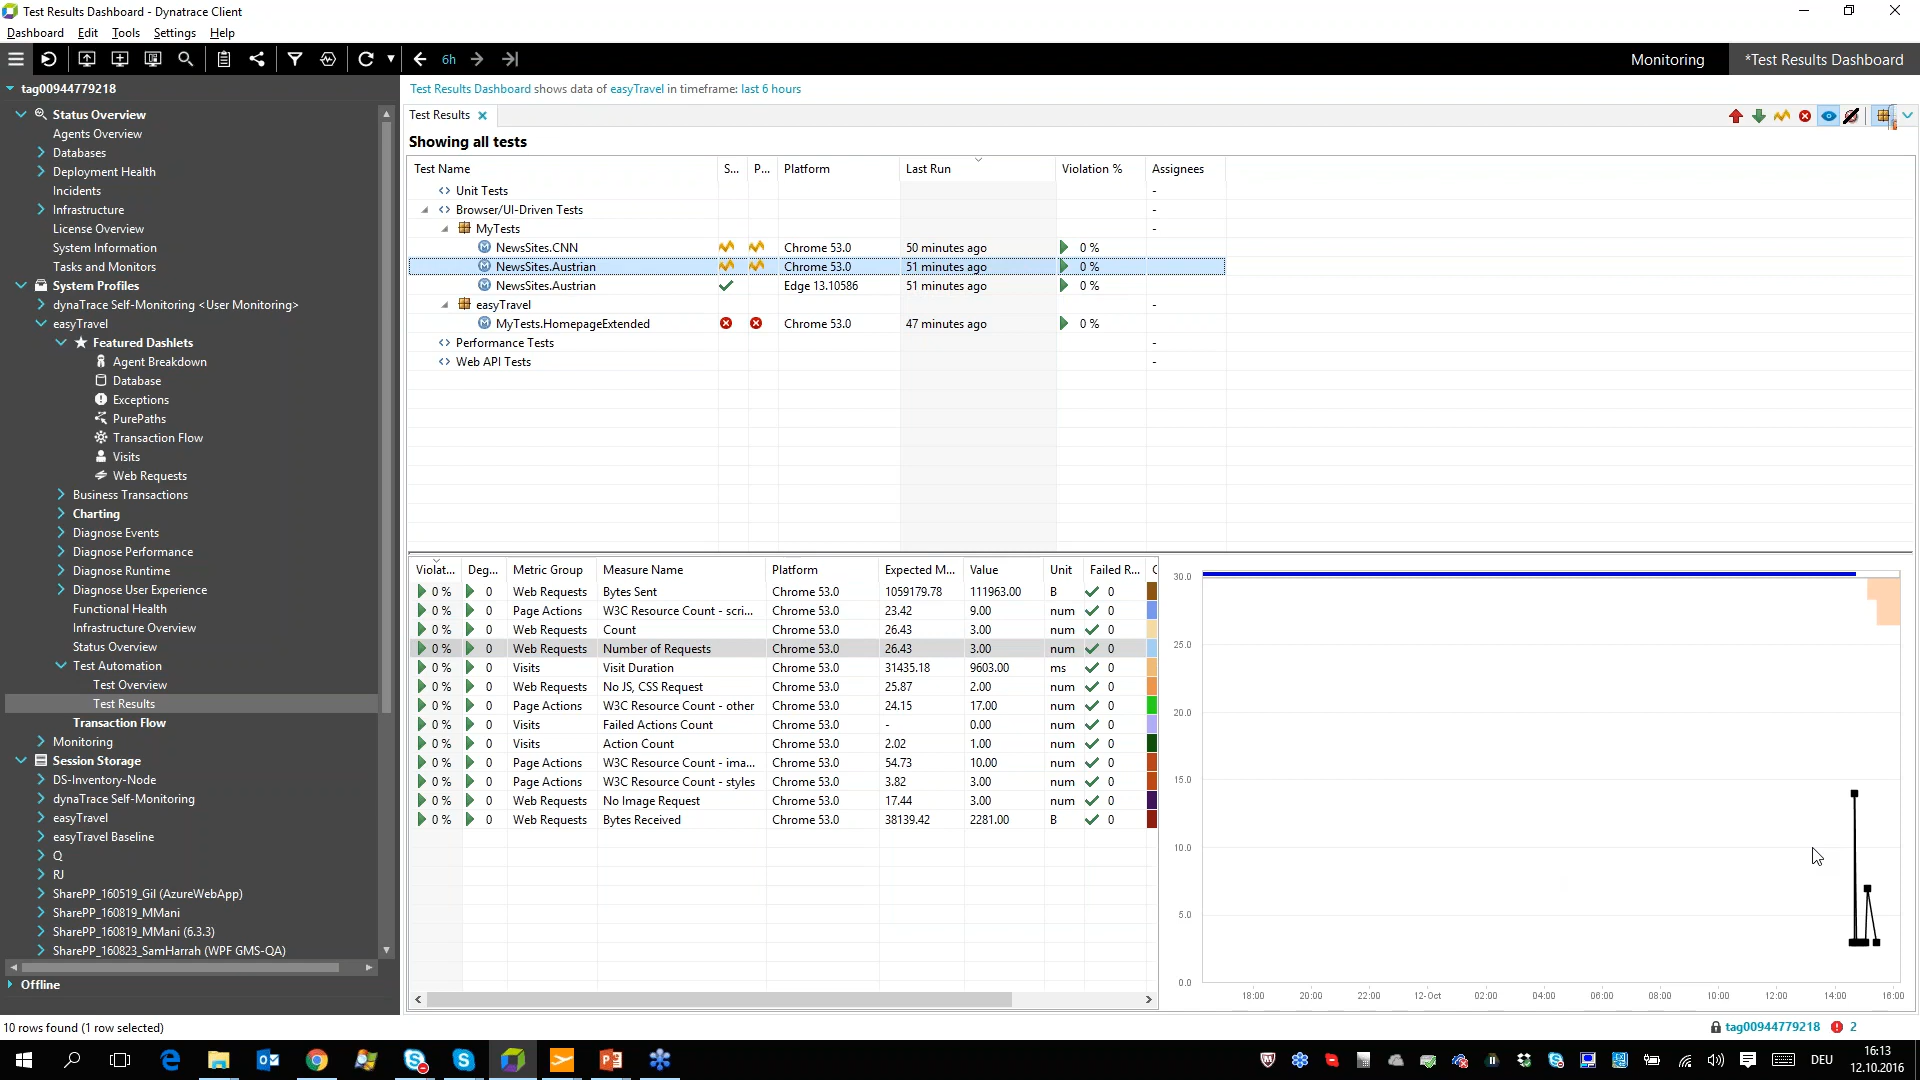 Test Results Dashboard - Dynatrace Client
Dashboard Edit Tools Settings Help
6h
Monitoring
*Test Results Dashboard
tag00944779218
Status Overview
Agents Overview
Databases
Deployment Health
Incidents
Infrastructure
License Overview
System Information
Tasks and Monitors
System Profiles
dynaTrace Self-Monitoring <User Monitoring>
easyTravel
Featured Dashlets
Agent Breakdown
Database
Exceptions
PurePaths
Transaction Flow
Visits
Web Requests
Business Transactions
Charting
Diagnose Events
Diagnose Performance
Diagnose Runtime
Diagnose User Experience
Functional Health
Infrastructure Overview
Status Overview
Test Automation
Test Overview
Test Results
Transaction Flow
Monitoring
Session Storage
DS-Inventory-Node
dynaTrace Self-Monitoring
easyTravel
easyTravel Baseline
Q
RJ
SharePP_160519_Gil (AzureWebApp)
SharePP_160819_MMani
SharePP_160819_MMani (6.3.3)
SharePP_160823_SamHarrah (WPF GMS-QA)
Offline
Test Results Dashboard shows data of easyTravel in timeframe: last 6 hours
Test Results
Showing all tests
Test Name S... P... Platform Last Run Violation % Assignees
Unit Tests -
Browser/UI-Driven Tests -
MyTests -
NewsSites.CNN Chrome 53.0 50 minutes ago 0 %
NewsSites.Austrian Chrome 53.0 51 minutes ago 0 %
NewsSites.Austrian Edge 13.10586 51 minutes ago 0 %
easyTravel -
MyTests.HomepageExtended Chrome 53.0 47 minutes ago 0 %
Performance Tests -
Web API Tests -
Violat... Deg... Metric Group Measure Name Platform Expected M... Value Unit Failed R... C
0 % 0 Web Requests Bytes Sent Chrome 53.0 1059179.78 111963.00 B 0
0 % 0 Page Actions W3C Resource Count - scri... Chrome 53.0 23.42 9.00 num 0
0 % 0 Web Requests Count Chrome 53.0 26.43 3.00 num 0
0 % 0 Web Requests Number of Requests Chrome 53.0 26.43 3.00 num 0
0 % 0 Visits Visit Duration Chrome 53.0 31435.18 9603.00 ms 0
0 % 0 Web Requests No JS, CSS Request Chrome 53.0 25.87 2.00 num 0
0 % 0 Page Actions W3C Resource Count - other Chrome 53.0 24.15 17.00 num 0
0 % 0 Visits Failed Actions Count Chrome 53.0 - 0.00 num 0
0 % 0 Visits Action Count Chrome 53.0 2.02 1.00 num 0
0 % 0 Page Actions W3C Resource Count - ima... Chrome 53.0 54.73 10.00 num 0
0 % 0 Page Actions W3C Resource Count - styles Chrome 53.0 3.82 3.00 num 0
0 % 0 Web Requests No Image Request Chrome 53.0 17.44 3.00 num 0
0 % 0 Web Requests Bytes Received Chrome 53.0 38139.42 2281.00 B 0
30.0
25.0
20.0
15.0
10.0
5.0
0.0
18:00 20:00 22:00 12-Oct 02:00 04:00 06:00 08:00 10:00 12:00 14:00 16:00
10 rows found (1 row selected)
tag00944779218 2
DEU
16:13
12.10.2016